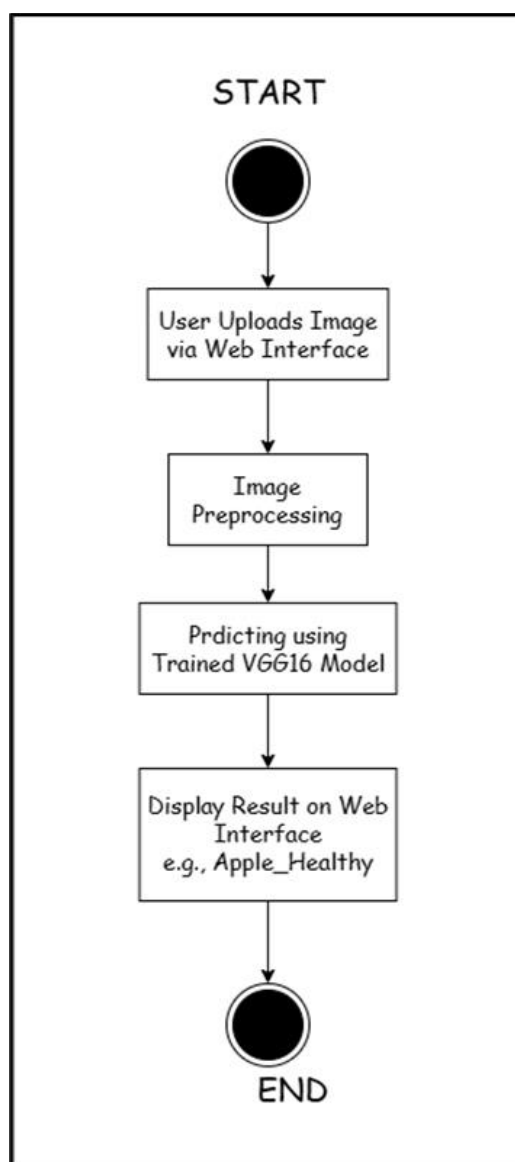 START
User Uploads Image
via Web Interface
Image
Preprocessing
Prdicting using
Trained VGG16 Model
Display Result on Web
Interface
e.g., Apple_Healthy
END